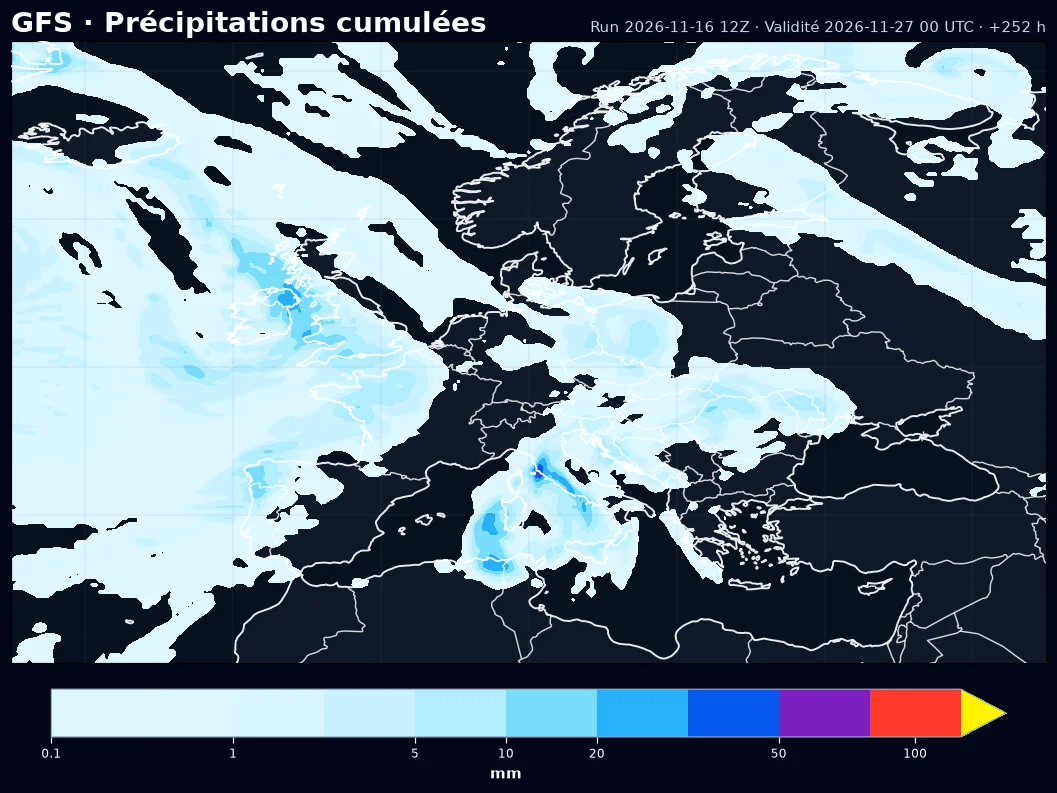 GFS · Précipitations cumulées
Run 2026-11-16 12Z · Validité 2026-11-27 00 UTC · +252 h
0.1 1 5 10 20 50 100
mm